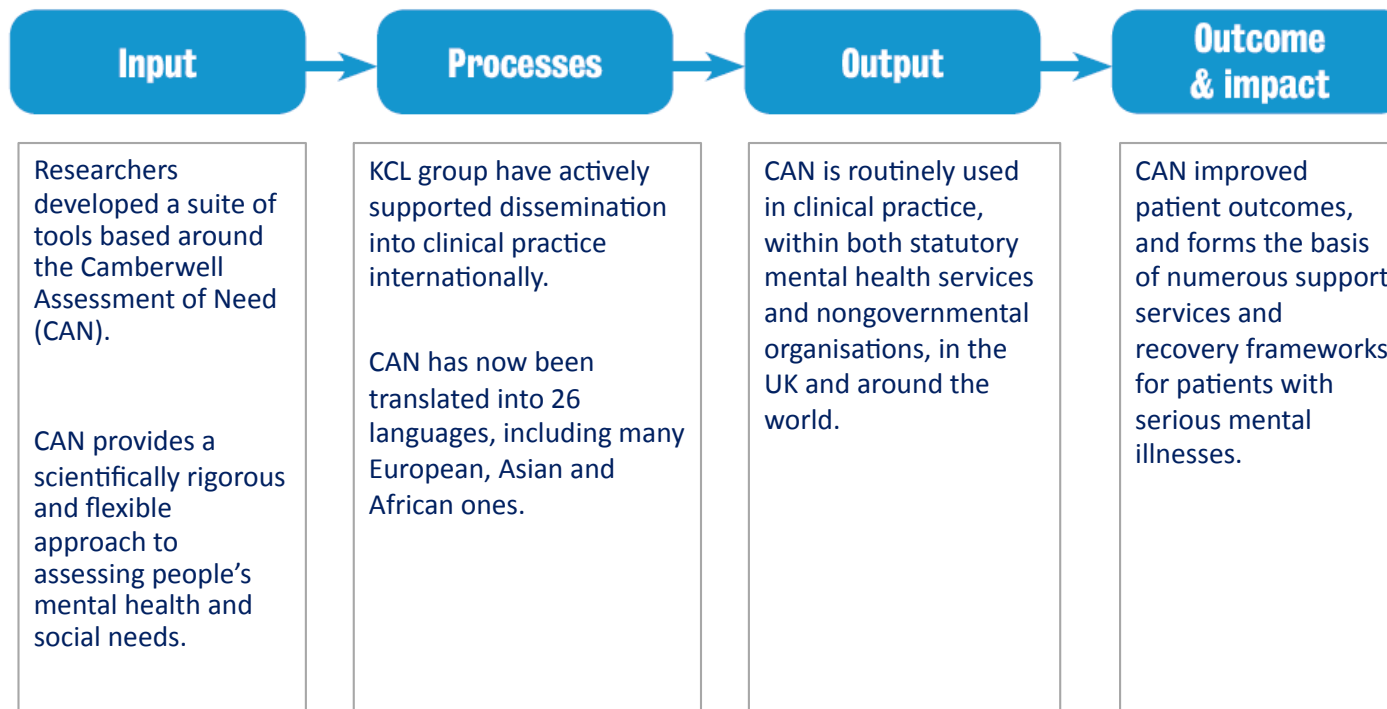 Input
Processes
Output
Outcome
& impact
Researchers
developed a suite of
tools based around
the Camberwell
Assessment of Need
(CAN).
CAN provides a
scientifically rigorous
and flexible
approach to
assessing people’s
mental health and
social needs.
KCL group have actively
supported dissemination
into clinical practice
internationally.
CAN has now been
translated into 26
languages, including many
European, Asian and
African ones.
CAN is routinely used
in clinical practice,
within both statutory
mental health services
and nongovernmental
organisations, in the
UK and around the
world.
CAN improved
patient outcomes,
and forms the basis
of numerous support
services and
recovery frameworks
for patients with
serious mental
illnesses.